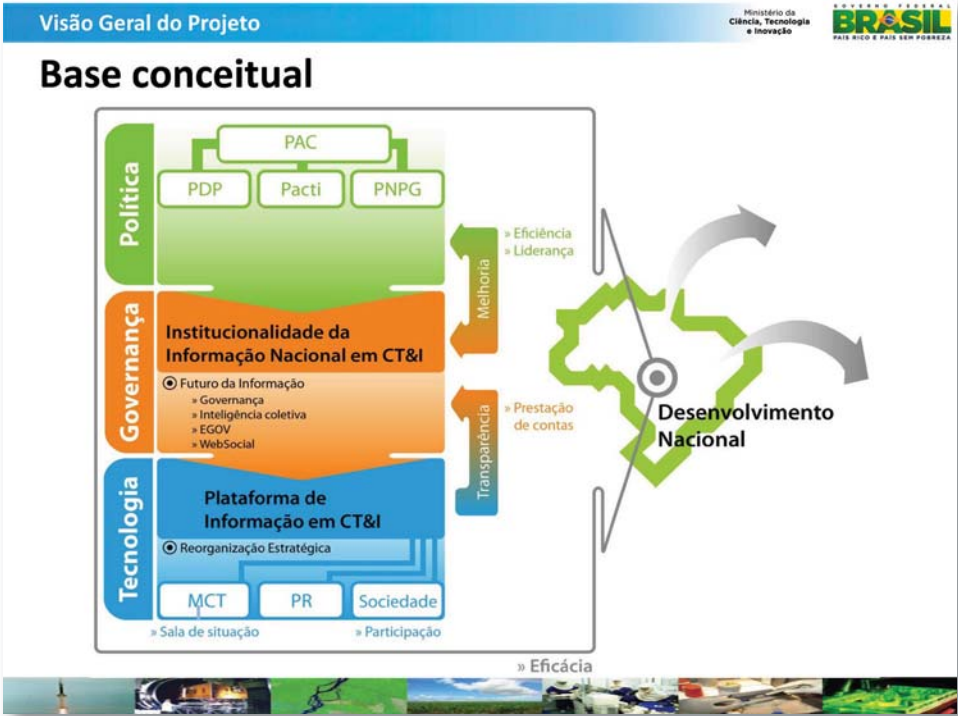 Visão Geral do Projeto
Ministério da
Ciência, Tecnologia
e Inovação
GOVERNO FEDERAL
BRASIL
PAÍS RICO É PAÍS SEM POBREZA
Base conceitual
Política
PAC
PDP
Pacti
PNPG
» Eficiência
» Liderança
Melhoria
Governança
Institucionalidade da
Informação Nacional em CT&I
Futuro da Informação
» Governança
» Inteligência coletiva
» EGOV
» WebSocial
Transparência
» Prestação
de contas
Desenvolvimento
Nacional
Tecnologia
Plataforma de
Informação em CT&I
Reorganização Estratégica
MCT
PR
Sociedade
» Sala de situação
» Participação
» Eficácia